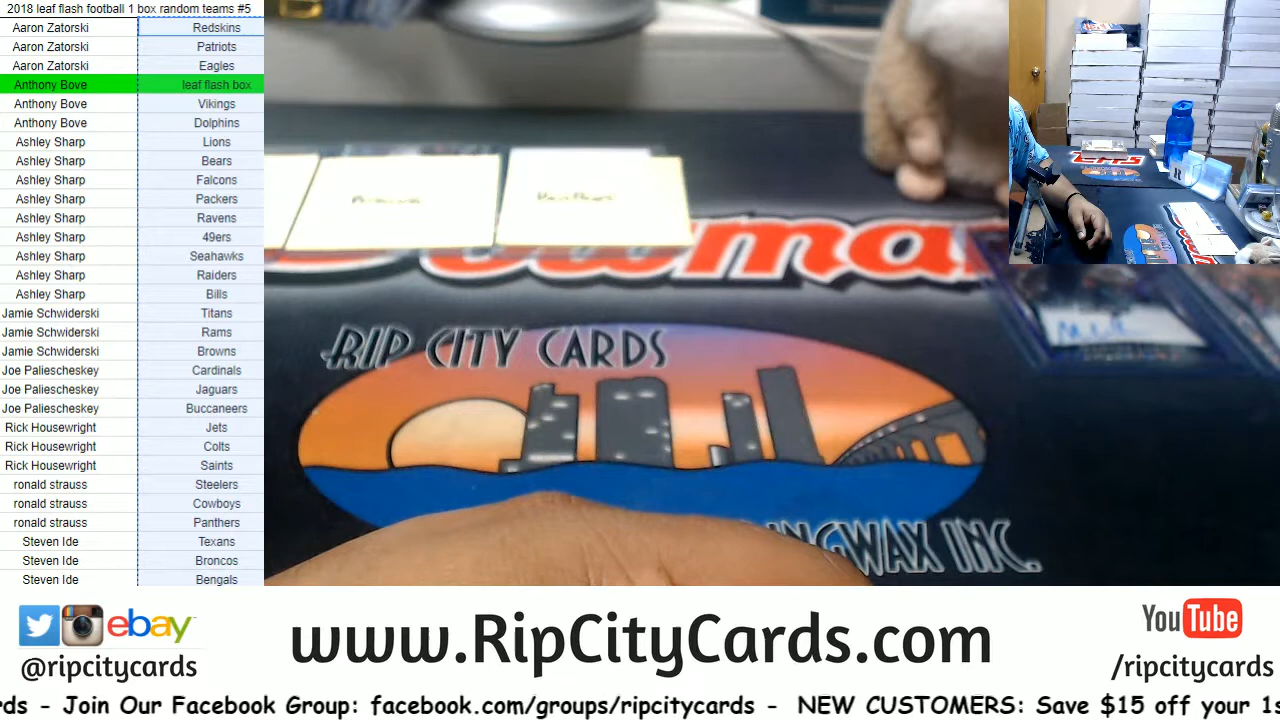 2018 leaf flash football 1 box random teams #5
Aaron Zatorski Redskins
Aaron Zatorski Patriots
Aaron Zatorski Eagles
Anthony Bove leaf flash box
Anthony Bove Vikings
Anthony Bove Dolphins
Ashley Sharp Lions
Ashley Sharp Bears
Ashley Sharp Falcons
Ashley Sharp Packers
Ashley Sharp Ravens
Ashley Sharp 49ers
Ashley Sharp Seahawks
Ashley Sharp Raiders
Ashley Sharp Bills
Jamie Schwiderski Titans
Jamie Schwiderski Rams
Jamie Schwiderski Browns
Joe Paliescheskey Cardinals
Joe Paliescheskey Jaguars
Joe Paliescheskey Buccaneers
Rick Housewright Jets
Rick Housewright Colts
Rick Housewright Saints
ronald strauss Steelers
ronald strauss Cowboys
ronald strauss Panthers
Steven Ide Texans
Steven Ide Broncos
Steven Ide Bengals
Panthers
RIP CITY CARDS
INGWAX INC.
ebay
@ripcitycards
www.RipCityCards.com
YouTube
/ripcitycards
rds - Join Our Facebook Group: facebook.com/groups/ripcitycards - NEW CUSTOMERS: Save $15 off your 1s